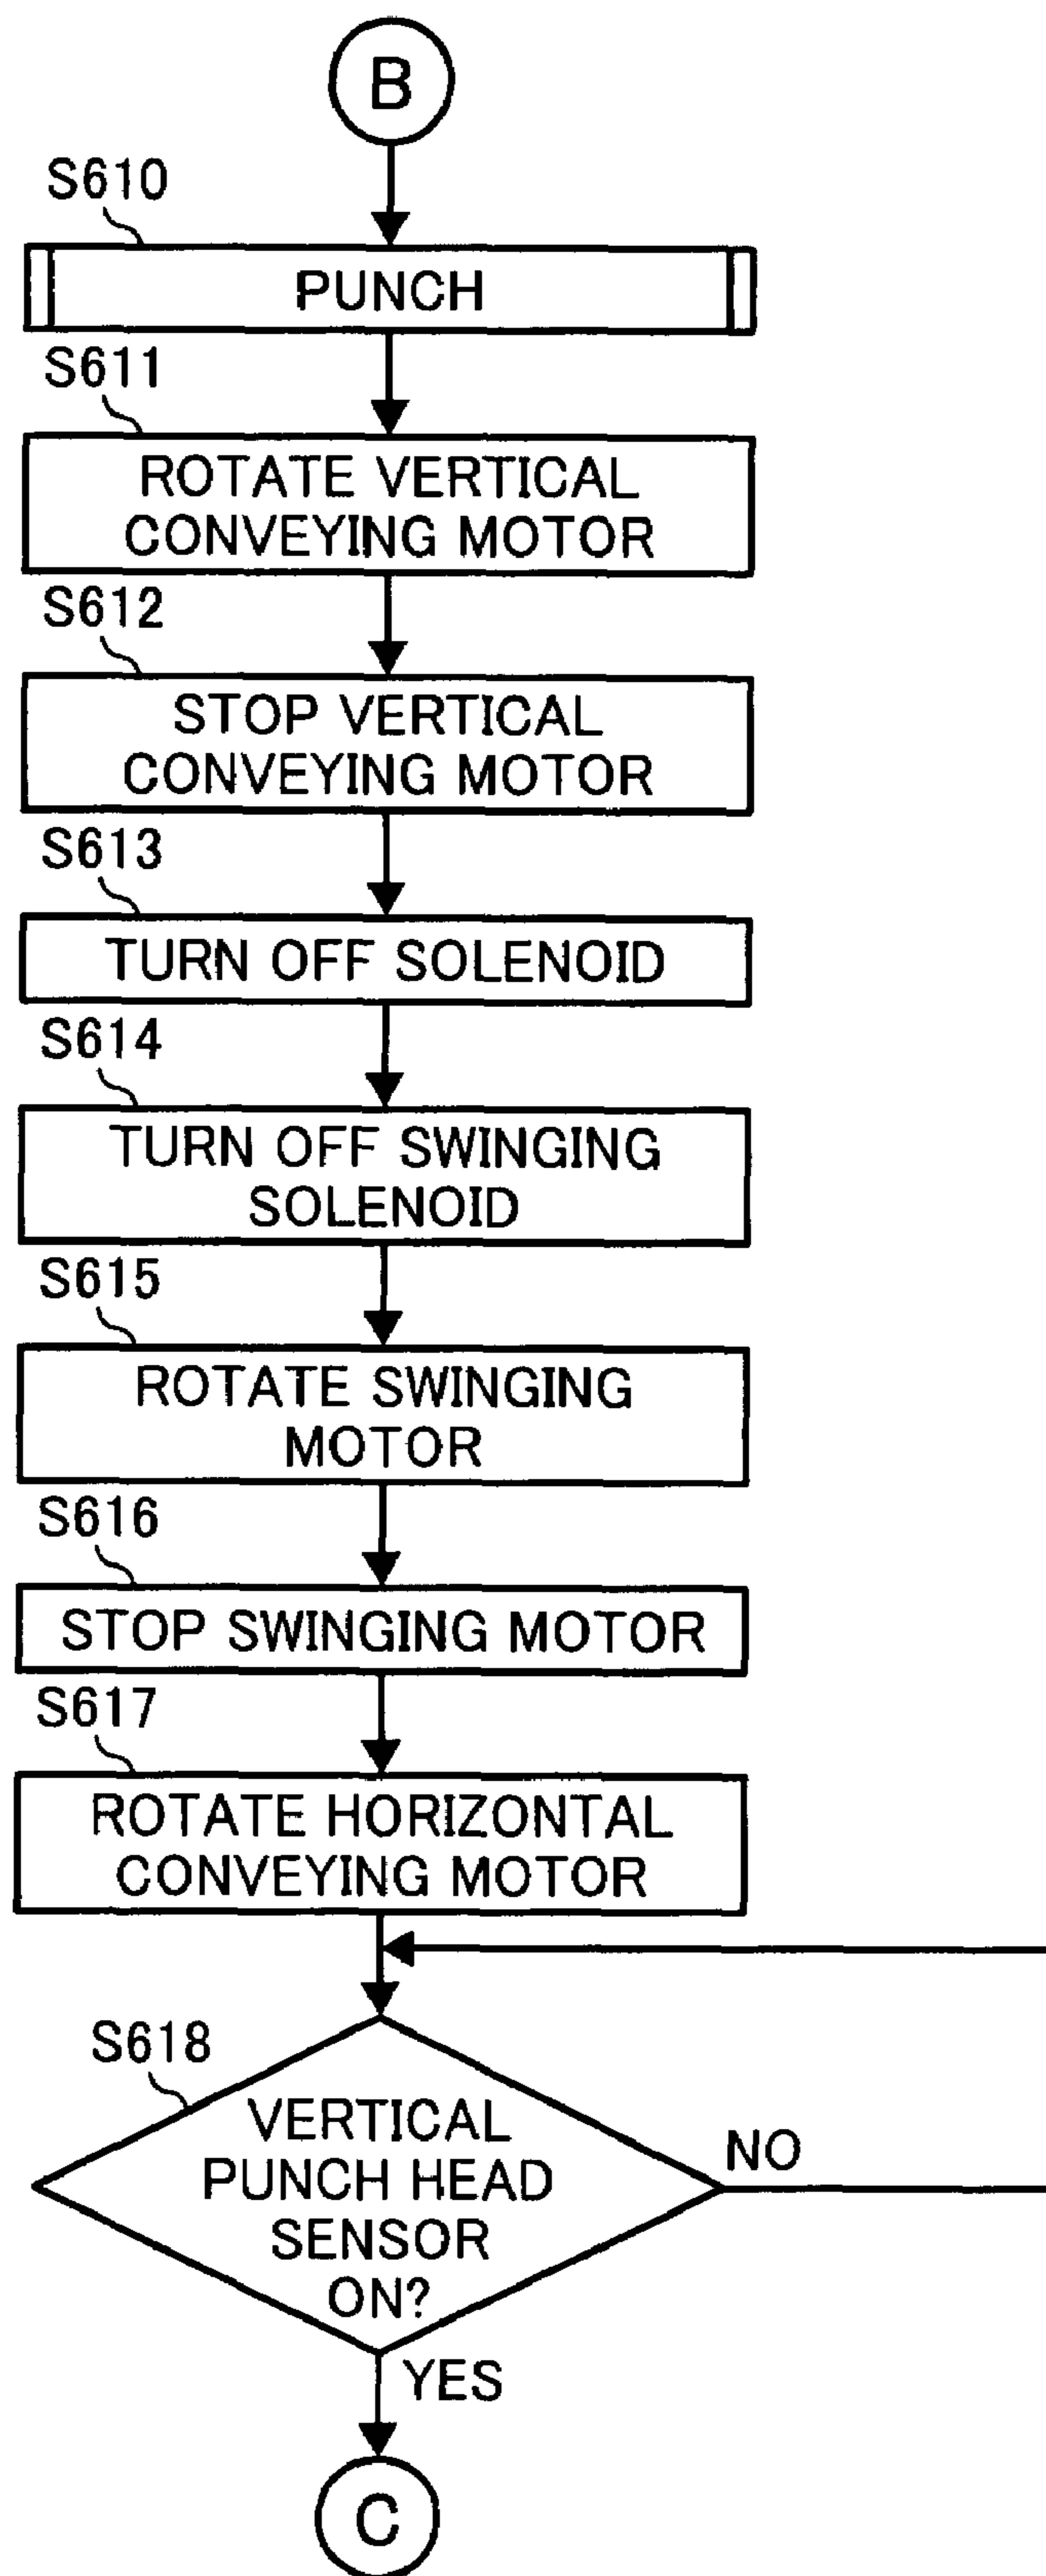 B
S610
PUNCH
S611
ROTATE VERTICAL
CONVEYING MOTOR
S612
STOP VERTICAL
CONVEYING MOTOR
S613
TURN OFF SOLENOID
S614
TURN OFF SWINGING
SOLENOID
S615
ROTATE SWINGING
MOTOR
S616
STOP SWINGING MOTOR
S617
ROTATE HORIZONTAL
CONVEYING MOTOR
S618
VERTICAL
PUNCH HEAD
SENSOR
ON?
NO
YES
C